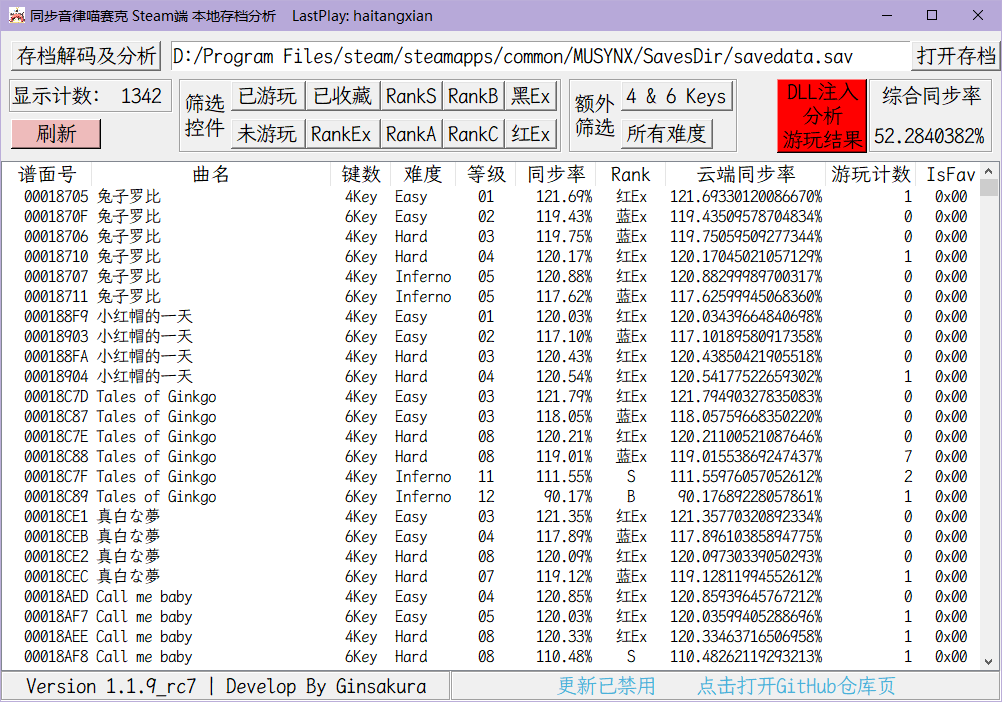 同步音律喵赛克 Steam端 本地存档分析 LastPlay: haitangxian
存档解码及分析 D:/Program Files/steam/steamapps/common/MUSYNX/SavesDir/savedata.sav 打开存档
显示计数: 1342
刷新
筛选控件
已游玩 已收藏 RankS RankB 黑Ex
未游玩 RankEx RankA RankC 红Ex
额外筛选
4 & 6 Keys
所有难度
DLL注入
分析
游玩结果
综合同步率
52.2840382%
谱面号 曲名 键数 难度 等级 同步率 Rank 云端同步率 游玩计数 IsFav
00018705 兔子罗比 4Key Easy 01 121.69% 红Ex 121.69330120086670% 1 0x00
0001870F 兔子罗比 6Key Easy 02 119.43% 蓝Ex 119.43509578704834% 0 0x00
00018706 兔子罗比 4Key Hard 03 119.75% 蓝Ex 119.75059509277344% 0 0x00
00018710 兔子罗比 6Key Hard 04 120.17% 红Ex 120.17045021057129% 1 0x00
00018707 兔子罗比 4Key Inferno 05 120.88% 红Ex 120.88299989700317% 0 0x00
00018711 兔子罗比 6Key Inferno 05 117.62% 蓝Ex 117.62599945068360% 0 0x00
000188F9 小红帽的一天 4Key Easy 01 120.03% 红Ex 120.03439664840698% 0 0x00
00018903 小红帽的一天 6Key Easy 02 117.10% 蓝Ex 117.10189580917358% 0 0x00
000188FA 小红帽的一天 4Key Hard 03 120.43% 红Ex 120.43850421905518% 0 0x00
00018904 小红帽的一天 6Key Hard 04 120.54% 红Ex 120.54177522659302% 1 0x00
00018C7D Tales of Ginkgo 4Key Easy 03 121.79% 红Ex 121.79490327835083% 0 0x00
00018C87 Tales of Ginkgo 6Key Easy 03 118.05% 蓝Ex 118.05759668350220% 0 0x00
00018C7E Tales of Ginkgo 4Key Hard 08 120.21% 红Ex 120.21100521087646% 0 0x00
00018C88 Tales of Ginkgo 6Key Hard 08 119.01% 蓝Ex 119.01553869247437% 7 0x00
00018C7F Tales of Ginkgo 4Key Inferno 11 111.55% S 111.55976057052612% 2 0x00
00018C89 Tales of Ginkgo 6Key Inferno 12 90.17% B 90.17689228057861% 1 0x00
00018CE1 真白な夢 4Key Easy 03 121.35% 红Ex 121.35770320892334% 0 0x00
00018CEB 真白な夢 6Key Easy 04 117.89% 蓝Ex 117.89610385894775% 0 0x00
00018CE2 真白な夢 4Key Hard 08 120.09% 红Ex 120.09730339050293% 0 0x00
00018CEC 真白な夢 6Key Hard 07 119.12% 蓝Ex 119.12811994552612% 1 0x00
00018AED Call me baby 4Key Easy 04 120.85% 红Ex 120.85939645767212% 0 0x00
00018AF7 Call me baby 6Key Easy 05 120.03% 红Ex 120.03599405288696% 1 0x00
00018AEE Call me baby 4Key Hard 08 120.33% 红Ex 120.33463716506958% 1 0x00
00018AF8 Call me baby 6Key Hard 08 110.48% S 110.48262119293213% 1 0x00
Version 1.1.9_rc7 | Develop By Ginsakura 更新已禁用 点击打开GitHub仓库页